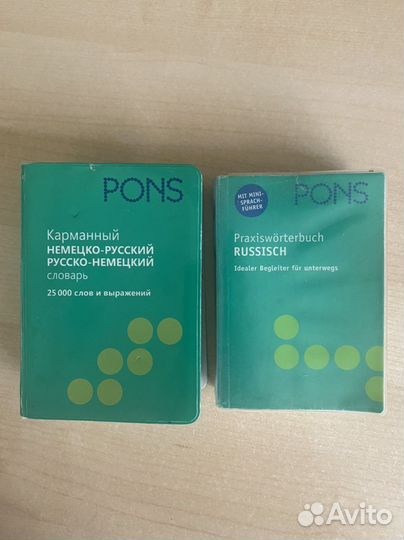 PONS
Карманный
НЕМЕЦКО-РУССКИЙ
РУССКО-НЕМЕЦКИЙ
словарь
25 000 слов и выражений
MIT MINI-
SPRACH-
FÜHRER
PONS
Praxiswörterbuch
RUSSISCH
Idealer Begleiter für unterwegs
Avito